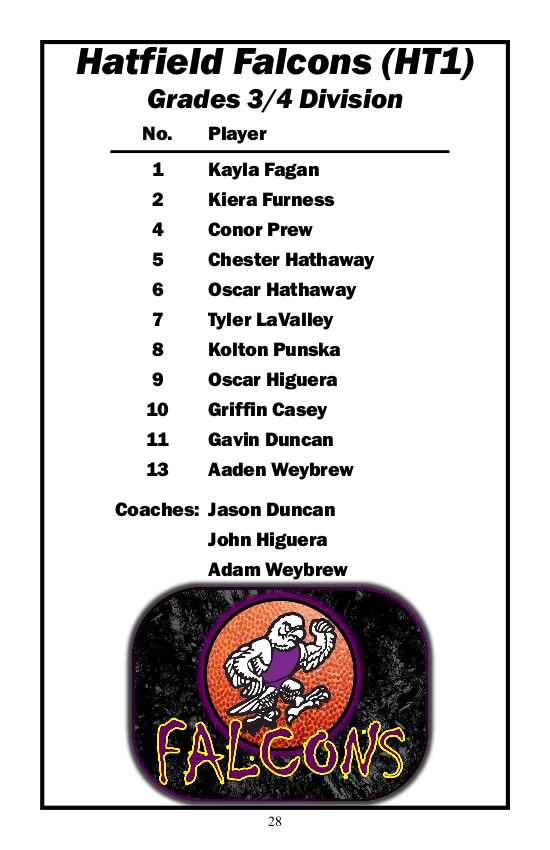 Hatfield Falcons (HT1)
Grades 3/4 Division
No. Player
1 Kayla Fagan
2 Kiera Furness
4 Conor Prew
5 Chester Hathaway
6 Oscar Hathaway
7 Tyler LaValley
8 Kolton Punska
9 Oscar Higuera
10 Griffin Casey
11 Gavin Duncan
13 Aaden Weybrew
Coaches: Jason Duncan
John Higuera
Adam Weybrew
FALCONS
28